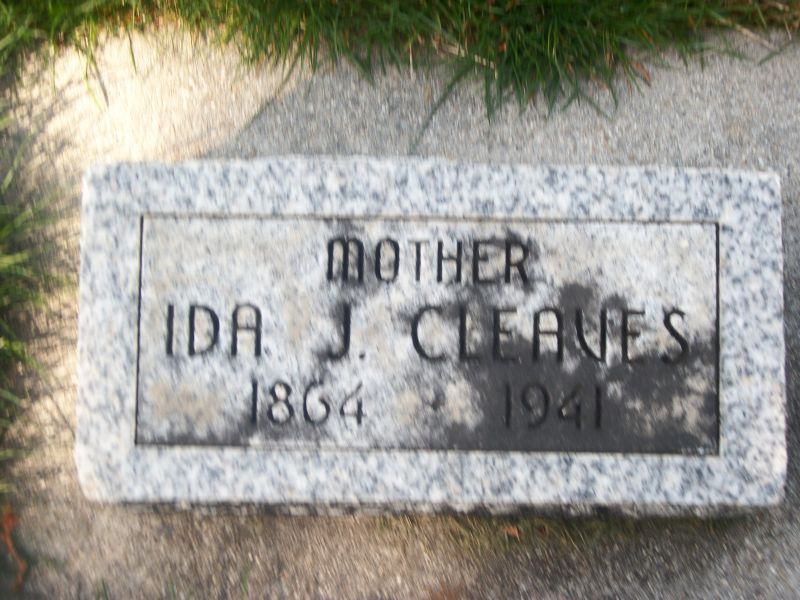 MOTHER
IDA J. CLEAVES
1864 · 1941